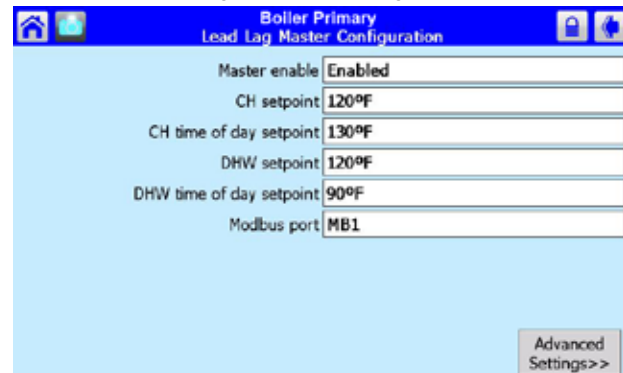 Boiler Primary
Lead Lag Master Configuration
Master enable Enabled
CH setpoint 120ºF
CH time of day setpoint 130ºF
DHW setpoint 120ºF
DHW time of day setpoint 90ºF
Modbus port MB1
Advanced
Settings>>